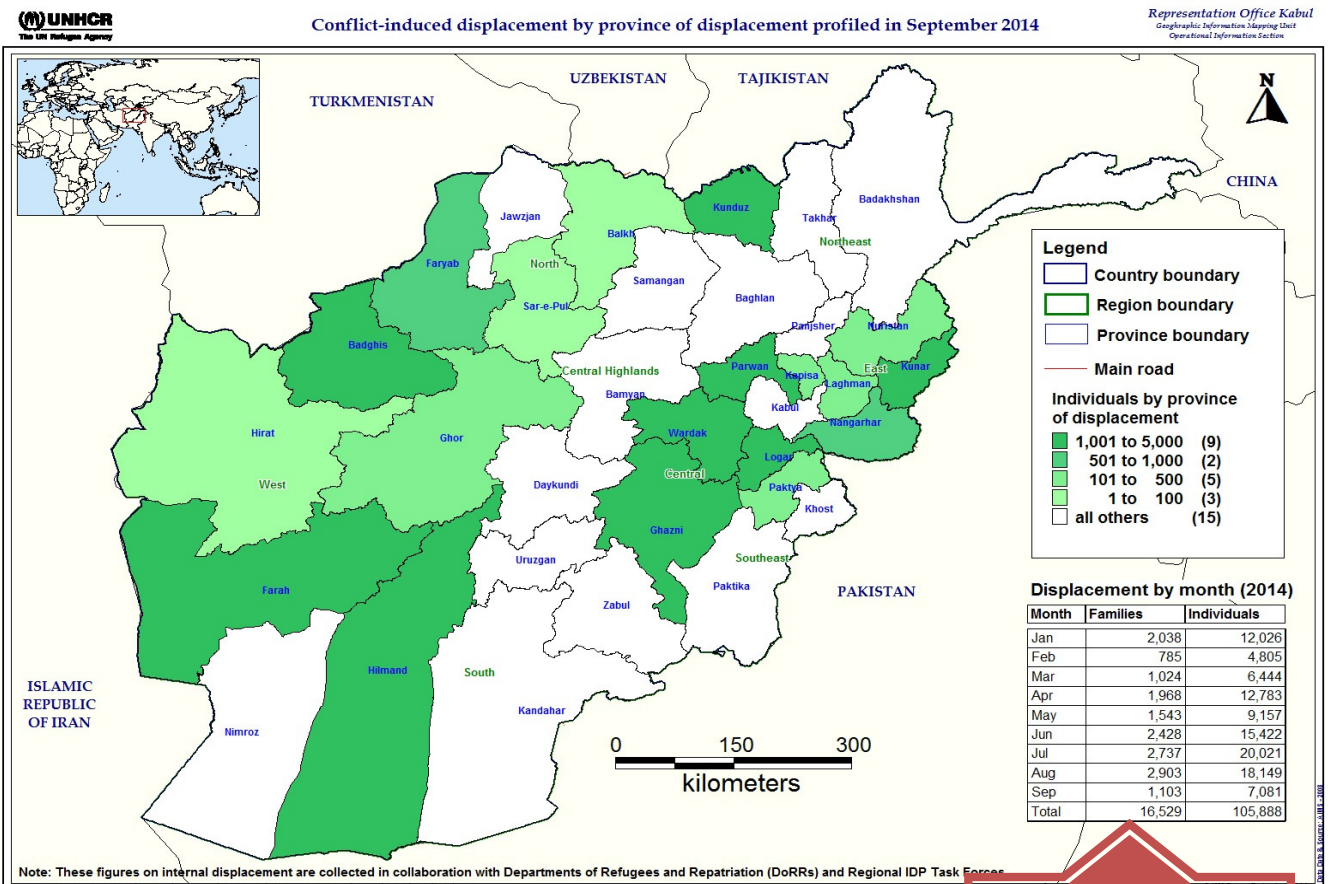 UNHCR
The UN Refugee Agency
Conflict-induced displacement by province of displacement profiled in September 2014
Representation Office Kabul
Geographic Information Mapping Unit
Operational Information Section
UZBEKISTAN
TAJIKISTAN
TURKMENISTAN
N
CHINA
Jawzjan
Kunduz
Badakhshan
Takhar
Northeast
Balkh
Faryab
North
Samangan
Baghlan
Sar-e-Pul
Panjsher
Nuristan
Badghis
Parwan
Kapisa
East
Kunar
Central Highlands
Laghman
Bamyan
Kabul
Nangarhar
Hirat
Ghor
Wardak
Logar
West
Daykundi
Central
Paktya
Khost
Ghazni
Uruzgan
Southeast
Paktika
Farah
Zabul
PAKISTAN
Hilmand
South
ISLAMIC
REPUBLIC
OF IRAN
Kandahar
Nimroz
0 150 300
kilometers
Legend
Country boundary
Region boundary
Province boundary
Main road
Individuals by province
of displacement
1,001 to 5,000 (9)
501 to 1,000 (2)
101 to 500 (5)
1 to 100 (3)
all others (15)
Displacement by month (2014)
Month Families Individuals
Jan 2,038 12,026
Feb 785 4,805
Mar 1,024 6,444
Apr 1,968 12,783
May 1,543 9,157
Jun 2,428 15,422
Jul 2,737 20,021
Aug 2,903 18,149
Sep 1,103 7,081
Total 16,529 105,888
Note: These figures on internal displacement are collected in collaboration with Departments of Refugees and Repatriation (DoRRs) and Regional IDP Task Forces